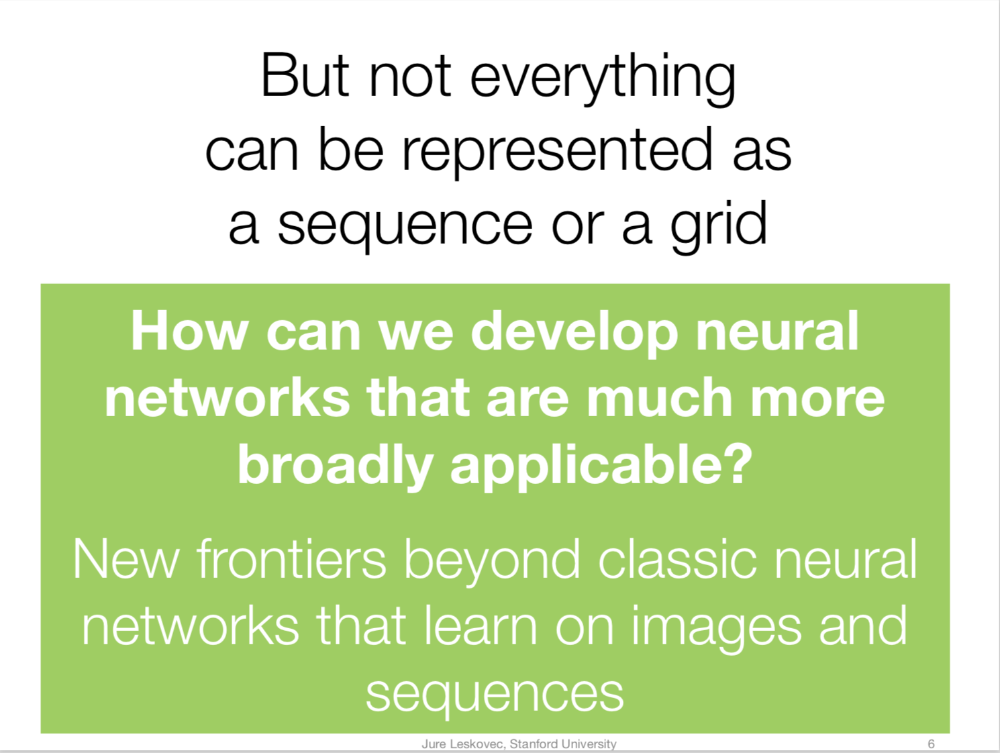 But not everything
can be represented as
a sequence or a grid
How can we develop neural
networks that are much more
broadly applicable?
New frontiers beyond classic neural
networks that learn on images and
sequences
Jure Leskovec, Stanford University
6